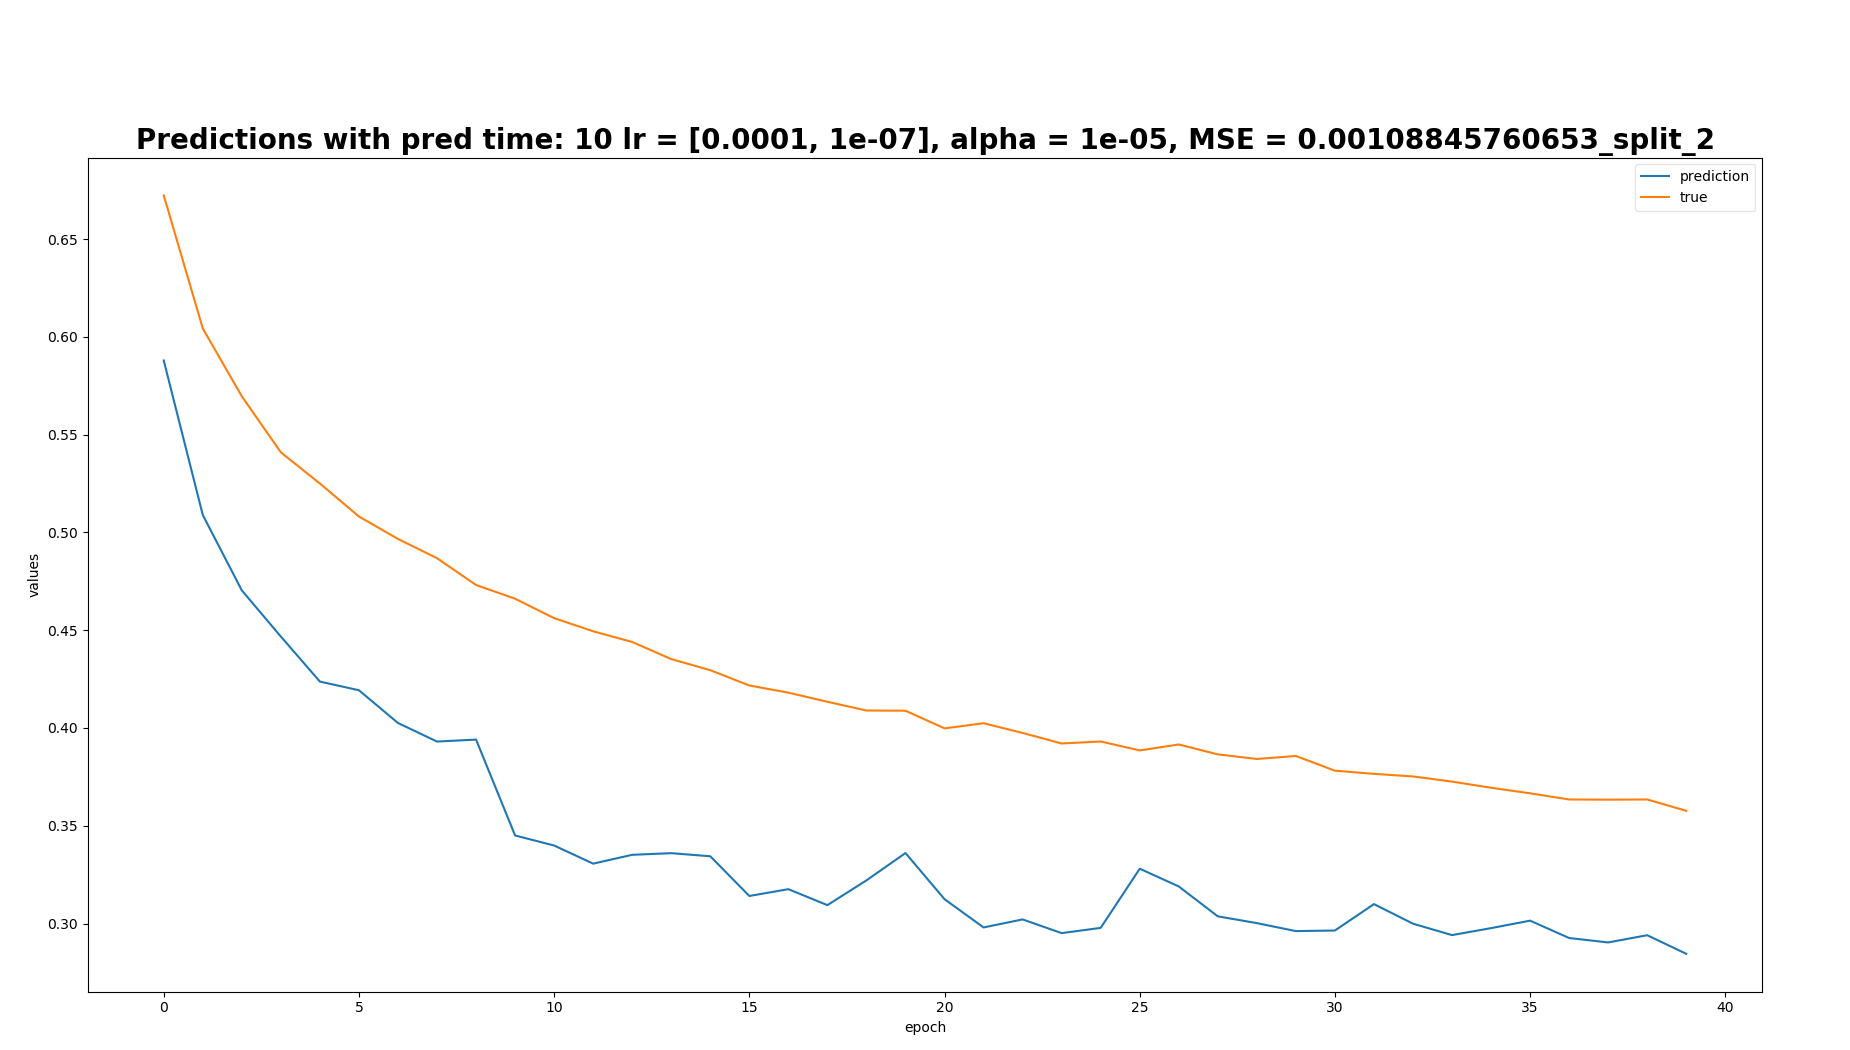 Predictions with pred time: 10 lr = [0.0001, 1e-07], alpha = 1e-05, MSE = 0.00108845760653_split_2
prediction
true
values
0.65
0.60
0.55
0.50
0.45
0.40
0.35
0.30
0 5 10 15 20 25 30 35 40
epoch